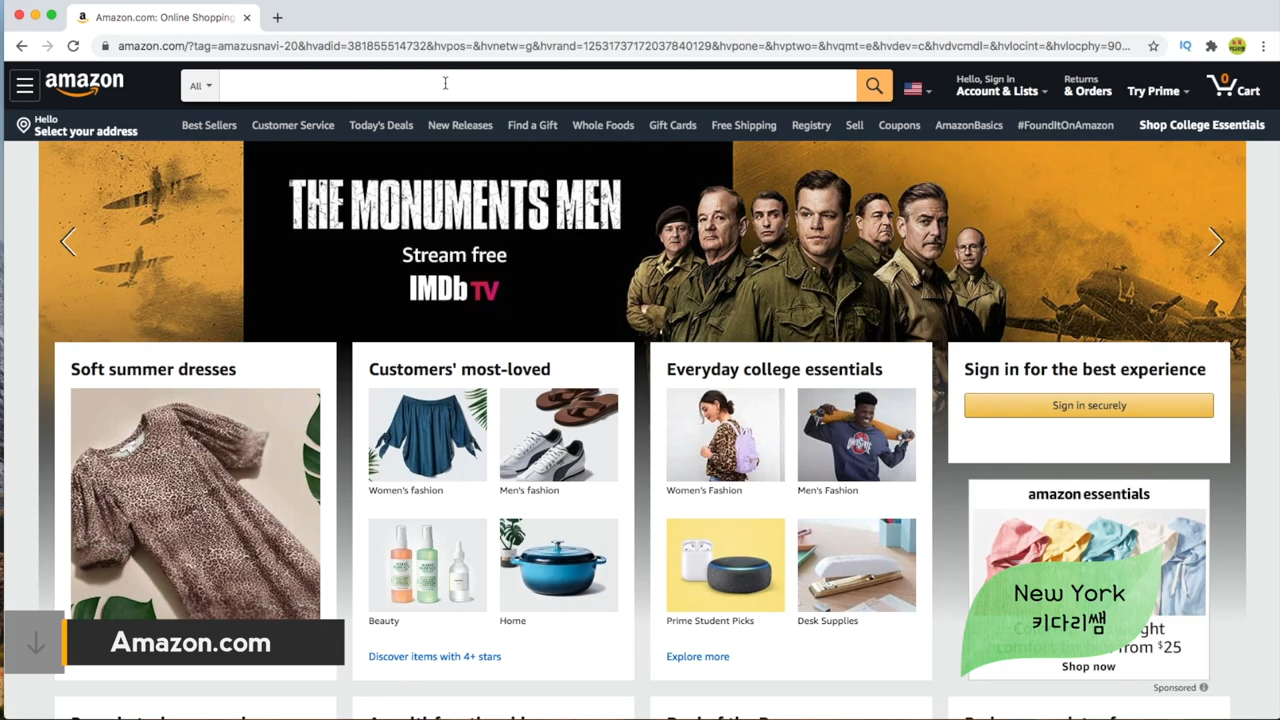 Amazon.com: Online Shopping
amazon.com/?tag=amazusnavi-20&hvadid=381855514732&hvpos=&hvnetw=g&hvrand=12531737172037840129&hvpone=&hvptwo=&hvqmt=e&hvdev=c&hvdvcmdl=&hvlocint=&hvlocphy=90...
IQ
amazon
All
Hello, Sign in
Account & Lists
Returns
& Orders
Try Prime
0
Cart
Hello
Select your address
Best Sellers
Customer Service
Today's Deals
New Releases
Find a Gift
Whole Foods
Gift Cards
Free Shipping
Registry
Sell
Coupons
AmazonBasics
#FoundItOnAmazon
Shop College Essentials
THE MONUMENTS MEN
Stream free
IMDb TV
L4
Soft summer dresses
Customers' most-loved
Women's fashion
Men's fashion
Beauty
Home
Discover items with 4+ stars
Everyday college essentials
Women's Fashion
Men's Fashion
Prime Student Picks
Desk Supplies
Explore more
Sign in for the best experience
Sign in securely
amazon essentials
New York
키다리쌤
from $25
Shop now
Sponsored
Amazon.com